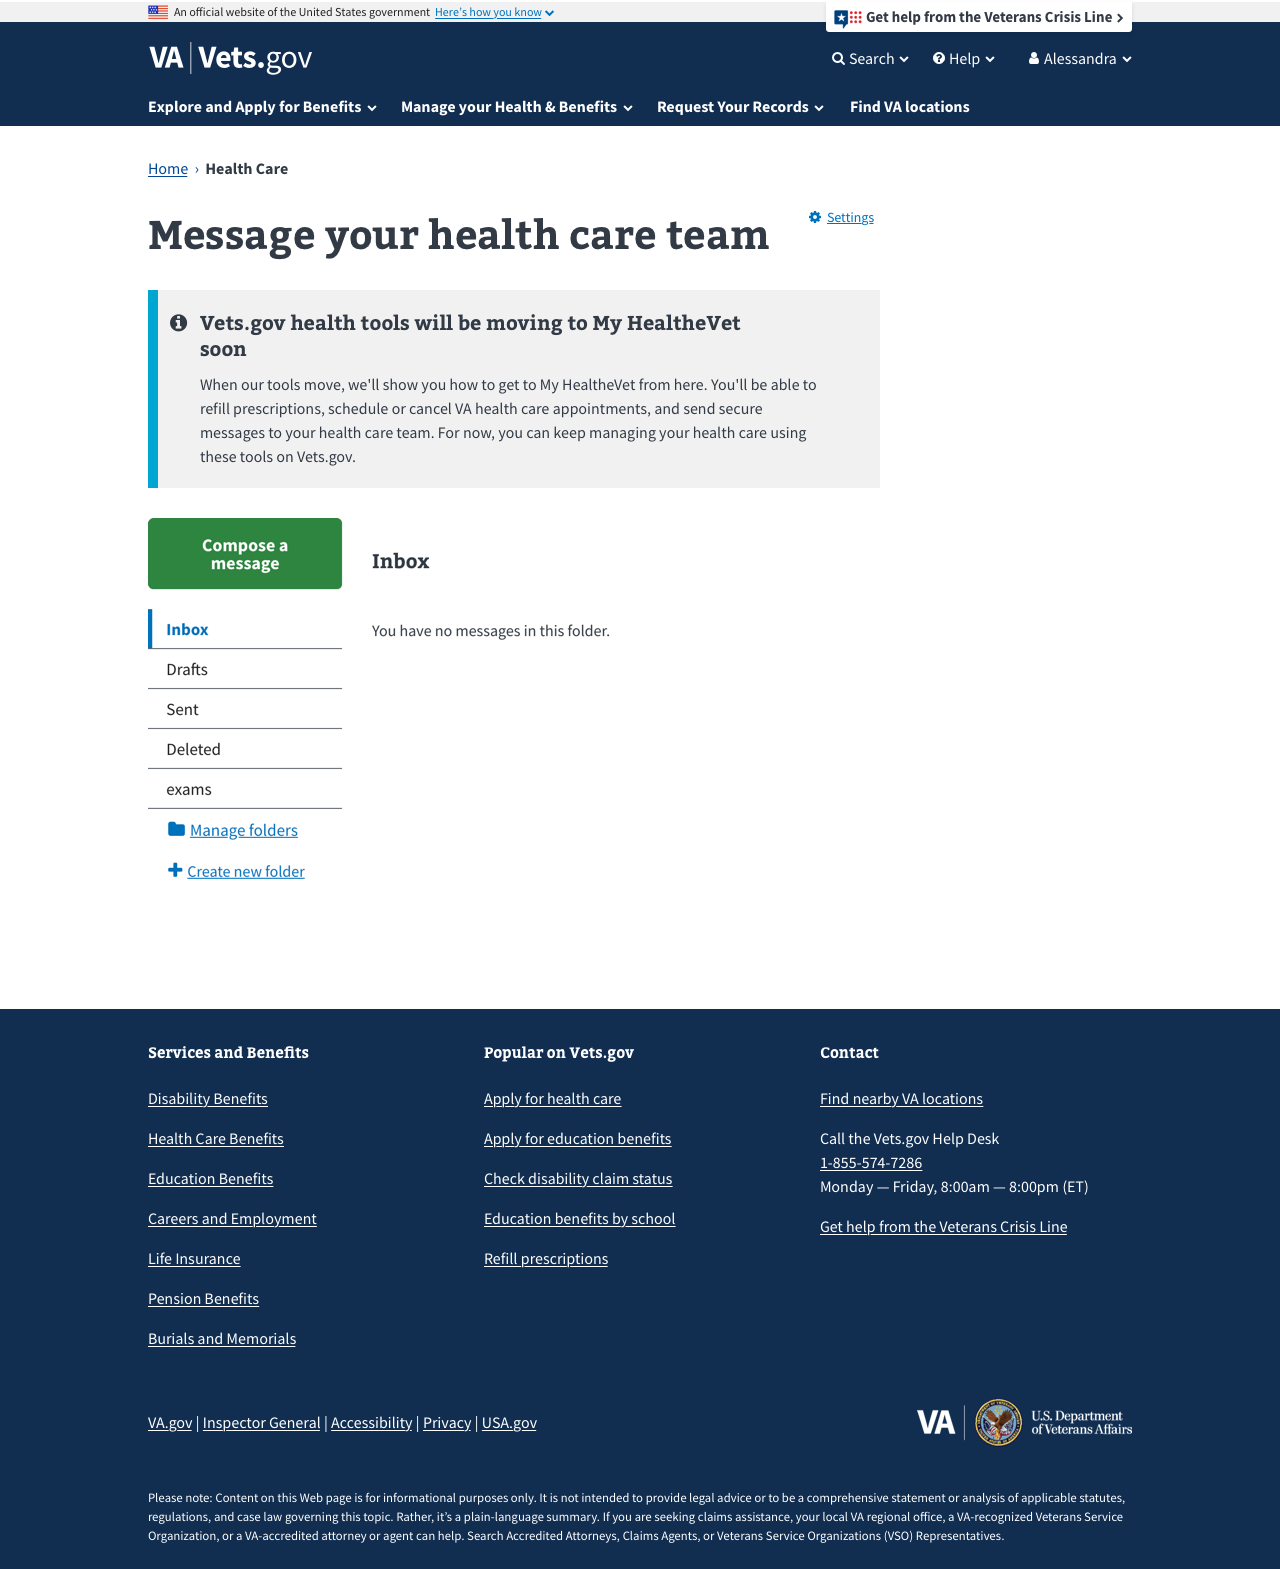 An official website of the United States government Here's how you know
Get help from the Veterans Crisis Line
VA | Vets.gov
Search Help Alessandra
Explore and Apply for Benefits Manage your Health & Benefits Request Your Records Find VA locations
Home › Health Care
Message your health care team
Settings
Vets.gov health tools will be moving to My HealtheVet
soon
When our tools move, we'll show you how to get to My HealtheVet from here. You'll be able to
refill prescriptions, schedule or cancel VA health care appointments, and send secure
messages to your health care team. For now, you can keep managing your health care using
these tools on Vets.gov.
Compose a
message
Inbox
Drafts
Sent
Deleted
exams
Manage folders
Create new folder
Inbox
You have no messages in this folder.
Services and Benefits
Disability Benefits
Health Care Benefits
Education Benefits
Careers and Employment
Life Insurance
Pension Benefits
Burials and Memorials
Popular on Vets.gov
Apply for health care
Apply for education benefits
Check disability claim status
Education benefits by school
Refill prescriptions
Contact
Find nearby VA locations
Call the Vets.gov Help Desk
1-855-574-7286
Monday — Friday, 8:00am — 8:00pm (ET)
Get help from the Veterans Crisis Line
VA.gov | Inspector General | Accessibility | Privacy | USA.gov
VA
U.S. Department
of Veterans Affairs
Please note: Content on this Web page is for informational purposes only. It is not intended to provide legal advice or to be a comprehensive statement or analysis of applicable statutes,
regulations, and case law governing this topic. Rather, it's a plain-language summary. If you are seeking claims assistance, your local VA regional office, a VA-recognized Veterans Service
Organization, or a VA-accredited attorney or agent can help. Search Accredited Attorneys, Claims Agents, or Veterans Service Organizations (VSO) Representatives.